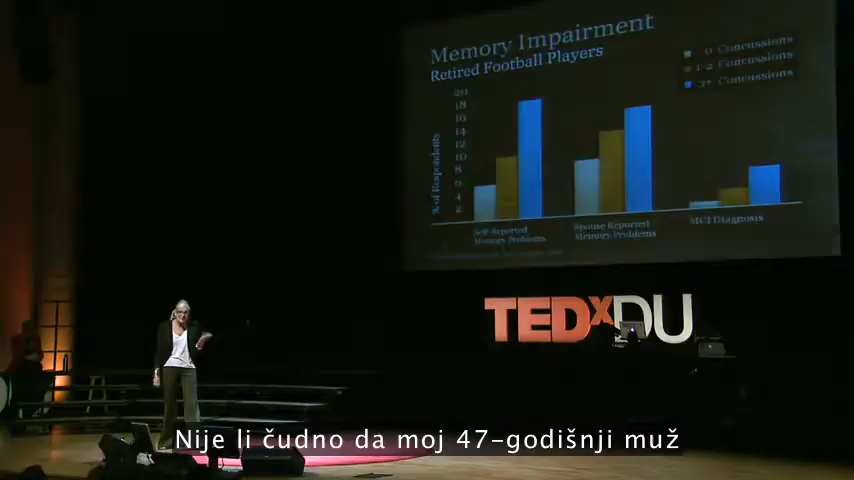 Memory Impairment
Retired Football Players
0 Concussions
1-2 Concussions
3+ Concussions
% of Respondents
20
18
16
14
12
10
8
6
4
2
Self-Reported
Memory Problems
Spouse Reported
Memory Problems
MCI Diagnosis
TEDxDU
Nije li čudno da moj 47-godišnji muž